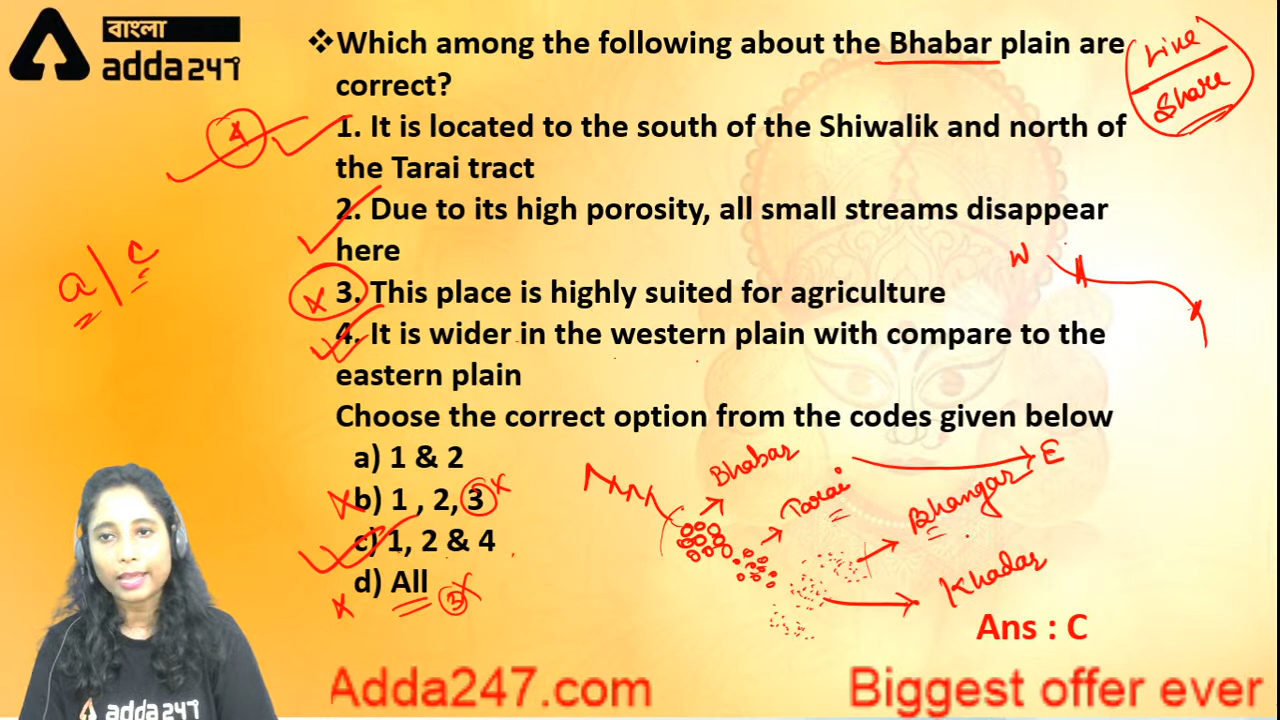 বাংলা
adda247
❖Which among the following about the Bhabar plain are
correct?
1. It is located to the south of the Shiwalik and north of
the Tarai tract
2. Due to its high porosity, all small streams disappear
here
3. This place is highly suited for agriculture
4. It is wider in the western plain with compare to the
eastern plain
Choose the correct option from the codes given below
a) 1 & 2
b) 1 , 2, 3
c) 1, 2 & 4
d) All
Ans : C
Live
Share
4
a/c
W
E
Bhabar
Tarai
Bhangar
Khadar
3
adda247
Adda247.com
Biggest offer ever